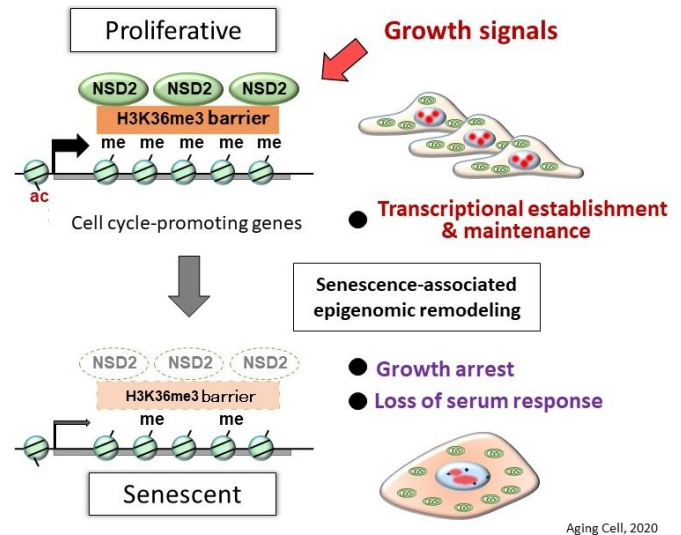 Proliferative
Growth signals
NSD2 NSD2 NSD2
H3K36me3 barrier
me me me me me
ac
Cell cycle-promoting genes
Transcriptional establishment
& maintenance
Senescence-associated
epigenomic remodeling
NSD2 NSD2 NSD2
H3K36me3 barrier
me me
Growth arrest
Loss of serum response
Senescent
Aging Cell, 2020